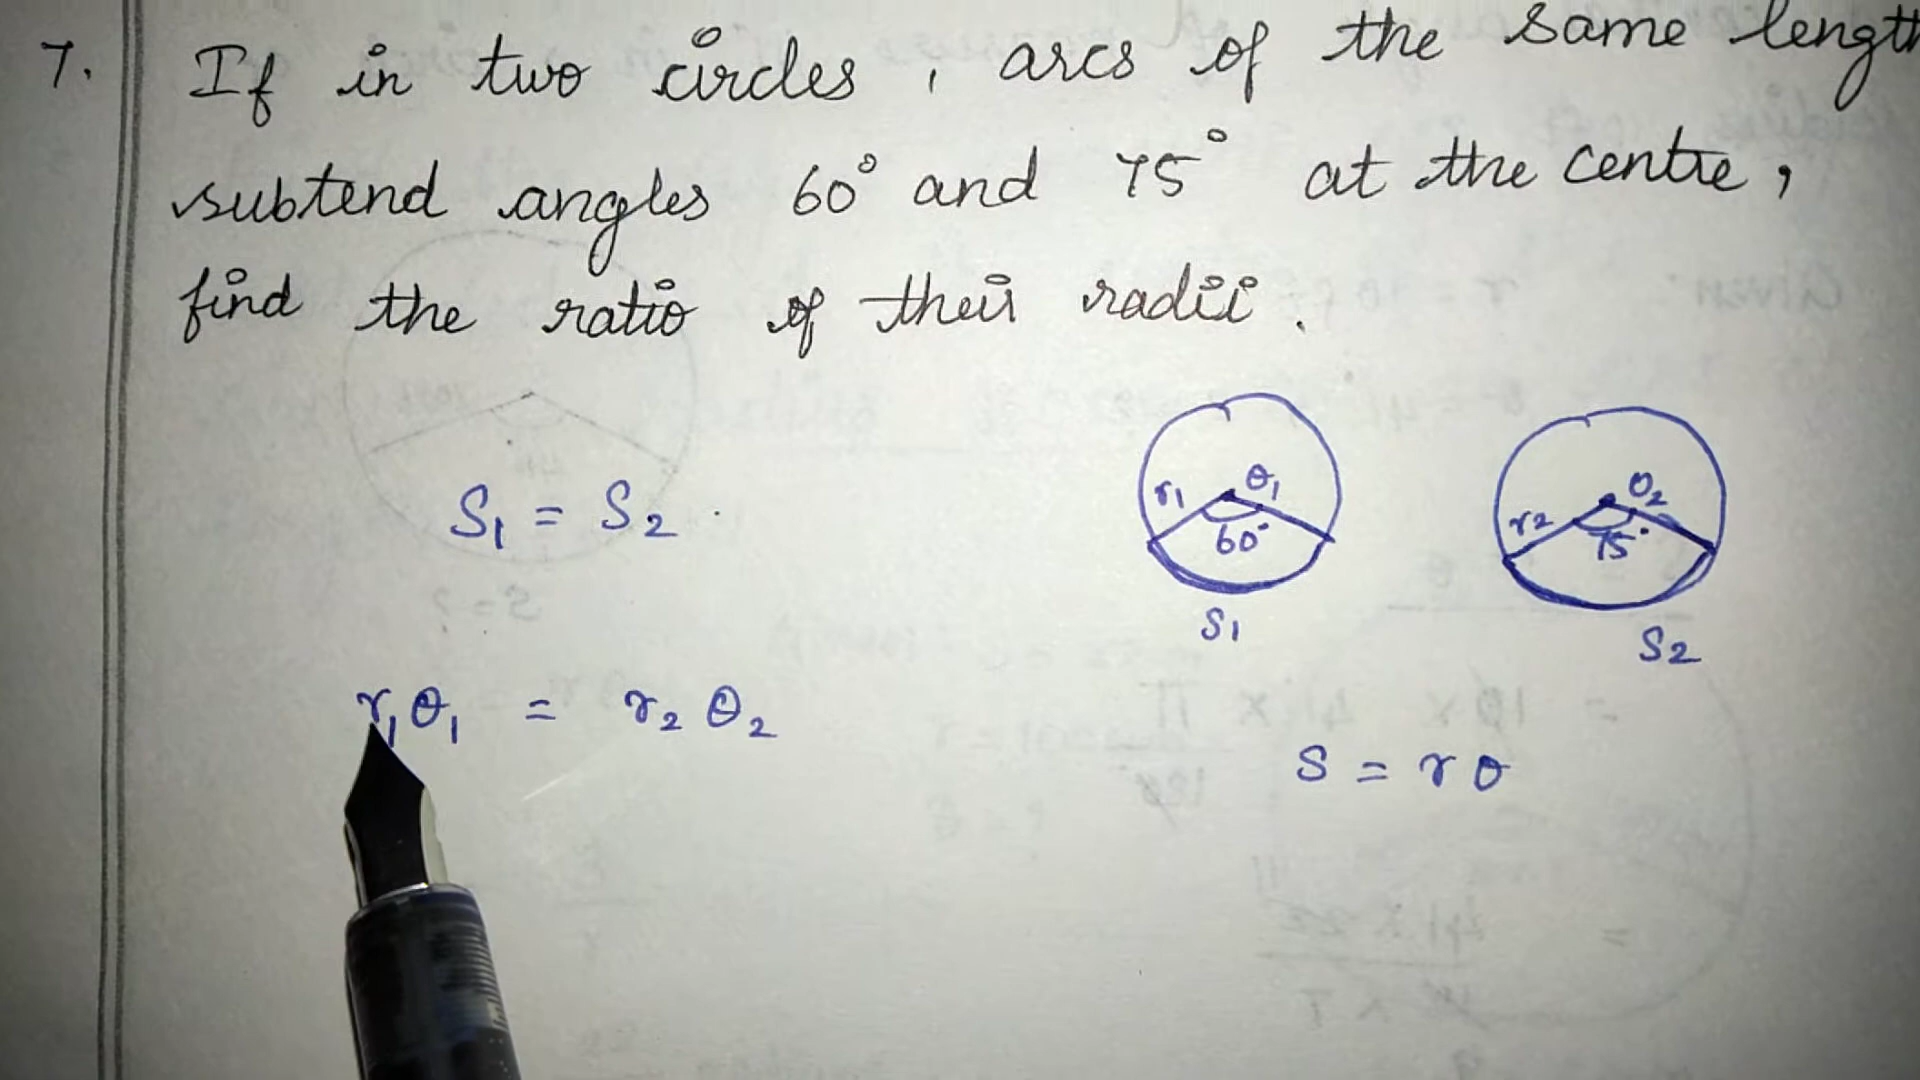 7. If in two circles, arcs of the same length
subtend angles 60° and 75° at the centre,
find the ratio of their radii.
S₁ = S₂
r₁ θ₁ 60° S₁
r₂ θ₂ 75° S₂
r₁θ₁ = r₂θ₂
S = rθ